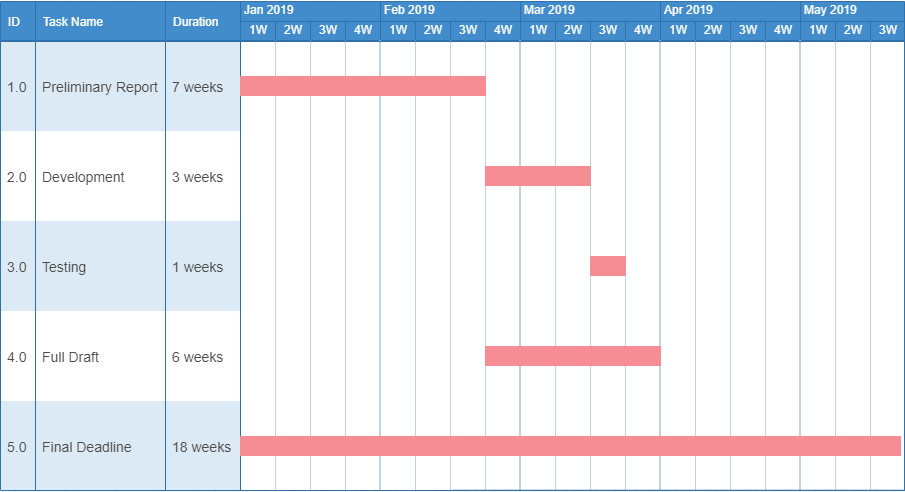 ID Task Name Duration Jan 2019 Feb 2019 Mar 2019 Apr 2019 May 2019
1W 2W 3W 4W 1W 2W 3W 4W 1W 2W 3W 4W 1W 2W 3W 4W 1W 2W 3W
1.0 Preliminary Report 7 weeks
2.0 Development 3 weeks
3.0 Testing 1 weeks
4.0 Full Draft 6 weeks
5.0 Final Deadline 18 weeks